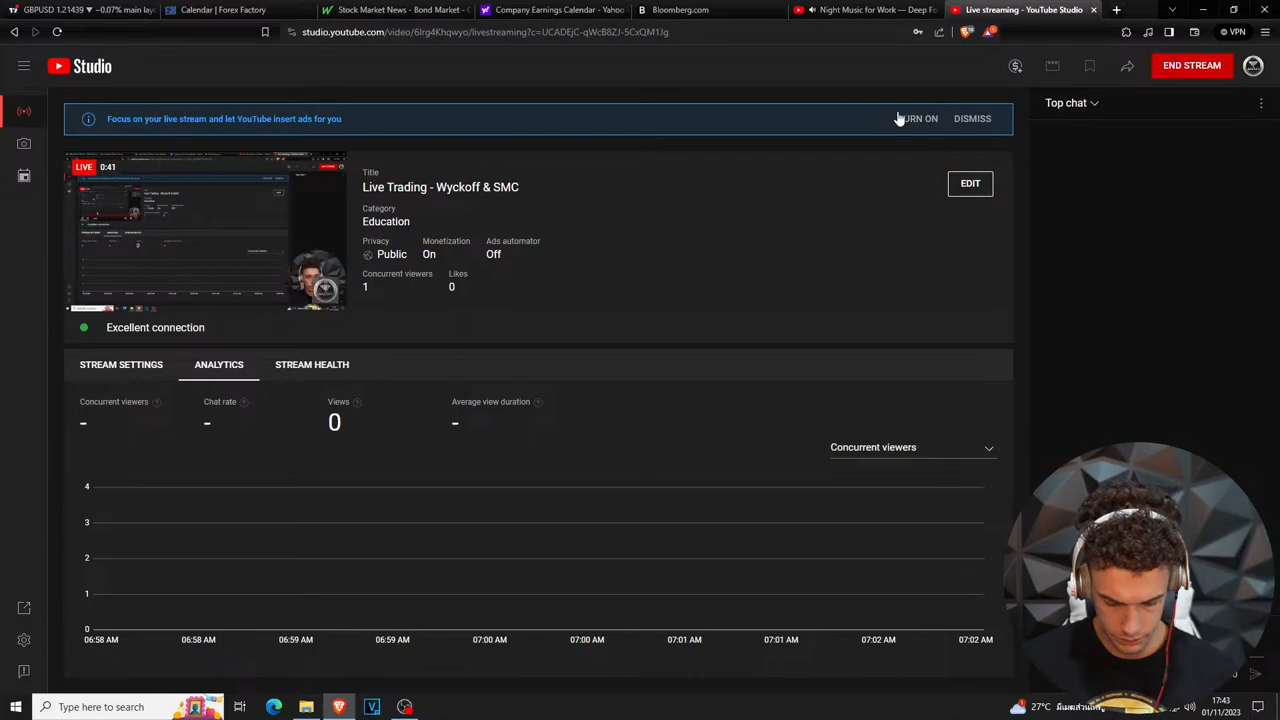 GBPUSD 1.21439 ▼ −0.07% main lay
Calendar | Forex Factory
Stock Market News - Bond Market - C
Company Earnings Calendar - Yahoo
Bloomberg.com
Night Music for Work — Deep Fo
Live streaming - YouTube Studio
studio.youtube.com/video/6Irg4Khqwyo/livestreaming?c=UCADEjC-qWcB8ZJ-5CxQM1Jg
VPN
Studio
END STREAM
Focus on your live stream and let YouTube insert ads for you
TURN ON
DISMISS
Top chat
LIVE 0:41
Title
Live Trading - Wyckoff & SMC
EDIT
Category
Education
Privacy
Monetization
Ads automator
Public
On
Off
Concurrent viewers
Likes
1
0
Excellent connection
STREAM SETTINGS
ANALYTICS
STREAM HEALTH
Concurrent viewers
Chat rate
Views
Average view duration
-
-
0
-
Concurrent viewers
4
3
2
1
0
06:58 AM
06:58 AM
06:59 AM
06:59 AM
07:00 AM
07:00 AM
07:01 AM
07:01 AM
07:02 AM
07:02 AM
Type here to search
27°C
17:43
01/11/2023